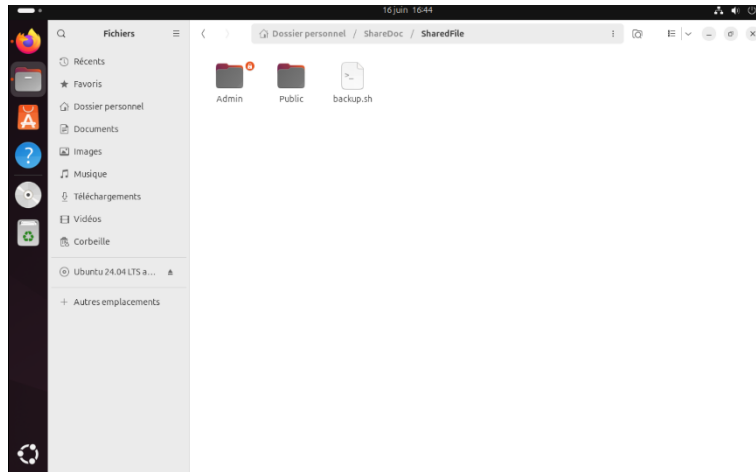 16 juin 16:44
Fichiers
Dossier personnel / ShareDoc / SharedFile
Récents
Favoris
Dossier personnel
Documents
Images
Musique
Téléchargements
Vidéos
Corbeille
Ubuntu 24.04 LTS a...
Autres emplacements
Admin
Public
backup.sh